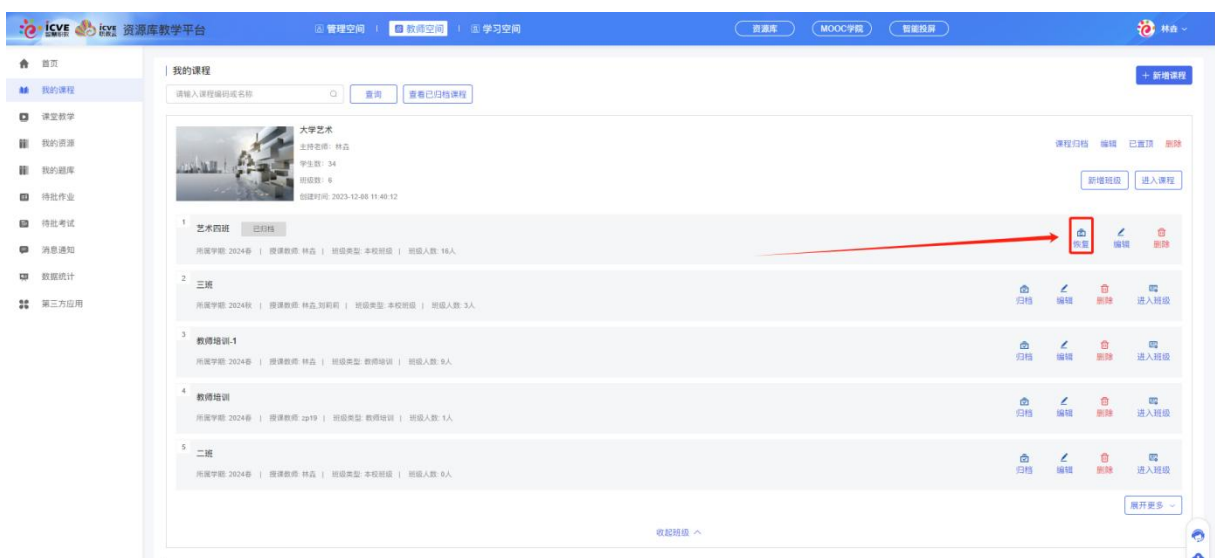 icve 智慧职教 icve 职教云 资源库教学平台 管理空间 | 教师空间 | 学习空间 资源库 MOOC学院 智能投屏 林垚
首页
我的课程
课堂教学
我的资源
我的题库
待批作业
待批考试
消息通知
数据统计
第三方应用
我的课程
+ 新增课程
请输入课程编码或名称 查询 查看已归档课程
大学艺术
主持老师: 林垚
学生数: 34
班级数: 6
创建时间: 2023-12-08 11:40:12
课程归档 编辑 已置顶 删除
新增班级 进入课程
1 艺术四班 已归档
所属学期: 2024春 | 授课教师: 林垚 | 班级类型: 本校班级 | 班级人数: 16人
恢复 编辑 删除
2 三班
所属学期: 2024秋 | 授课教师: 林垚,刘莉莉 | 班级类型: 本校班级 | 班级人数: 3人
归档 编辑 删除 进入班级
3 教师培训-1
所属学期: 2024春 | 授课教师: 林垚 | 班级类型: 教师培训 | 班级人数: 9人
归档 编辑 删除 进入班级
4 教师培训
所属学期: 2024春 | 授课教师: zp19 | 班级类型: 教师培训 | 班级人数: 1人
归档 编辑 删除 进入班级
5 二班
所属学期: 2024春 | 授课教师: 林垚 | 班级类型: 本校班级 | 班级人数: 0人
归档 编辑 删除 进入班级
展开更多
收起班级